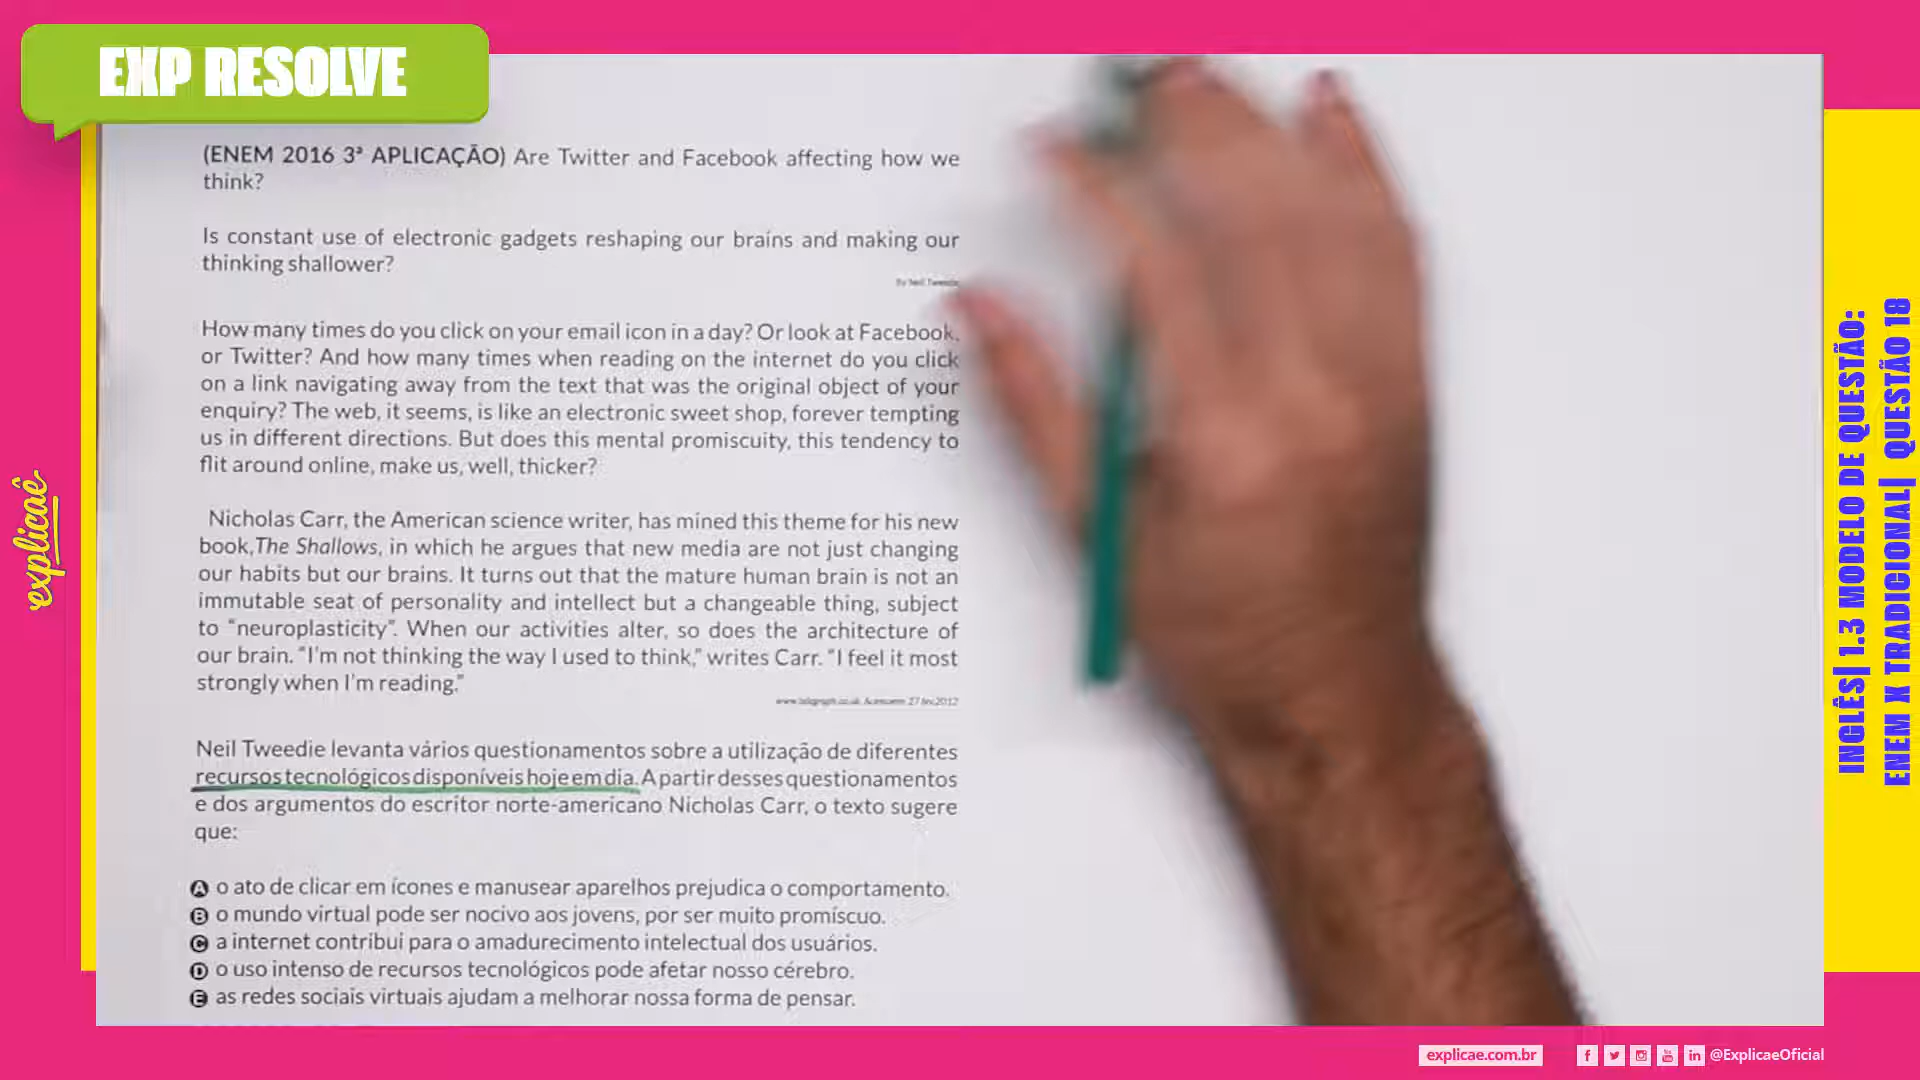 EXP RESOLVE
(ENEM 2016 3ª APLICAÇÃO) Are Twitter and Facebook affecting how we
think?
Is constant use of electronic gadgets reshaping our brains and making our
thinking shallower?
By Neil Tweedie
How many times do you click on your email icon in a day? Or look at Facebook,
or Twitter? And how many times when reading on the internet do you click
on a link navigating away from the text that was the original object of your
enquiry? The web, it seems, is like an electronic sweet shop, forever tempting
us in different directions. But does this mental promiscuity, this tendency to
flit around online, make us, well, thicker?
Nicholas Carr, the American science writer, has mined this theme for his new
book,The Shallows, in which he argues that new media are not just changing
our habits but our brains. It turns out that the mature human brain is not an
immutable seat of personality and intellect but a changeable thing, subject
to “neuroplasticity”. When our activities alter, so does the architecture of
our brain. “I'm not thinking the way I used to think,” writes Carr. “I feel it most
strongly when I'm reading.”
www.telegraph.co.uk. Acesso em: 27 fev.2012
Neil Tweedie levanta vários questionamentos sobre a utilização de diferentes
recursos tecnológicos disponíveis hoje em dia. A partir desses questionamentos
e dos argumentos do escritor norte-americano Nicholas Carr, o texto sugere
que:
A o ato de clicar em ícones e manusear aparelhos prejudica o comportamento.
B o mundo virtual pode ser nocivo aos jovens, por ser muito promíscuo.
C a internet contribui para o amadurecimento intelectual dos usuários.
D o uso intenso de recursos tecnológicos pode afetar nosso cérebro.
E as redes sociais virtuais ajudam a melhorar nossa forma de pensar.
explicaê
INGLÊS| 1.3 MODELO DE QUESTÃO:
ENEM X TRADICIONAL| QUESTÃO 18
explicae.com.br
@ExplicaeOficial